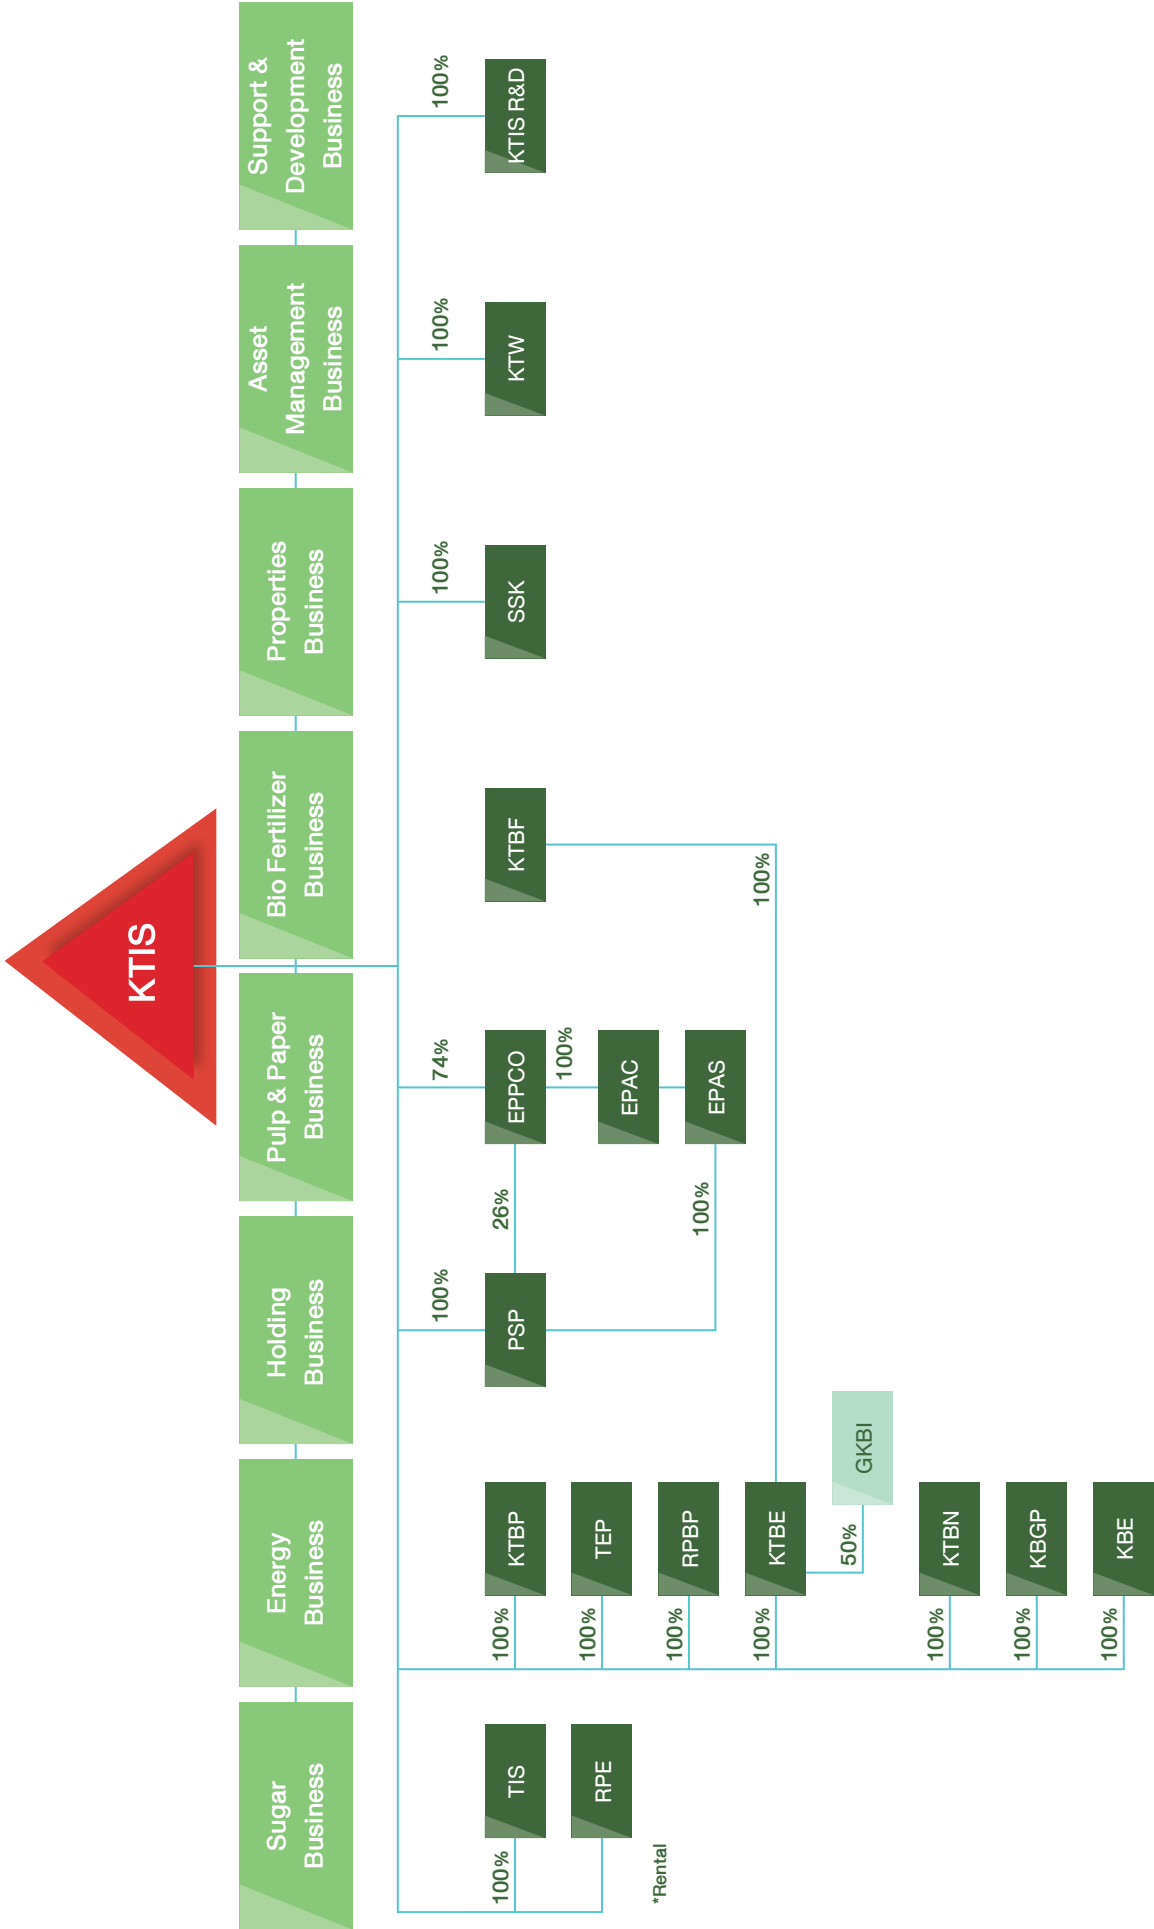 KTIS
Sugar
Business
Energy
Business
Holding
Business
Pulp & Paper
Business
Bio Fertilizer
Business
Properties
Business
Asset
Management
Business
Support &
Development
Business
100%
TIS
RPE
*Rental
100%
KTBP
100%
TEP
100%
RPBP
100%
KTBE
50%
GKBI
100%
KTBN
100%
KBGP
100%
KBE
100%
PSP
26%
100%
74%
EPPCO
100%
EPAC
EPAS
KTBF
100%
100%
SSK
100%
KTW
100%
KTIS R&D